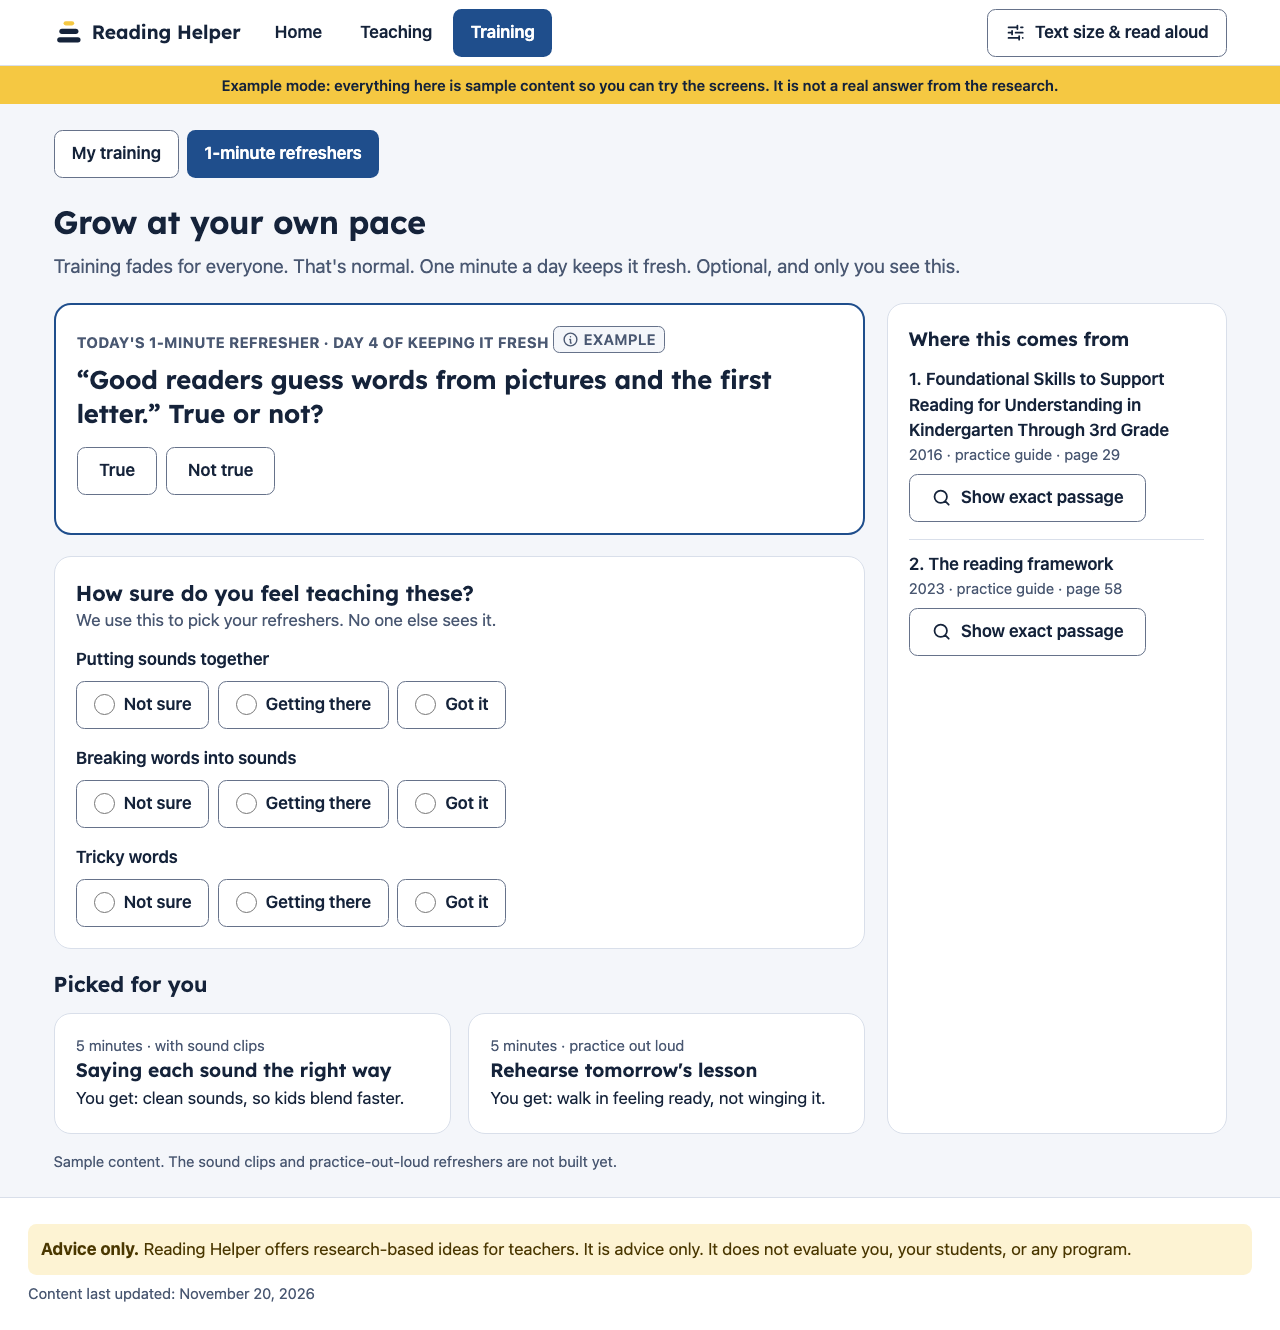 Reading Helper
Home
Teaching
Training
Text size & read aloud
Example mode: everything here is sample content so you can try the screens. It is not a real answer from the research.
My training
1-minute refreshers
Grow at your own pace
Training fades for everyone. That's normal. One minute a day keeps it fresh. Optional, and only you see this.
TODAY'S 1-MINUTE REFRESHER · DAY 4 OF KEEPING IT FRESH
EXAMPLE
“Good readers guess words from pictures and the first
letter.” True or not?
True
Not true
How sure do you feel teaching these?
We use this to pick your refreshers. No one else sees it.
Putting sounds together
Not sure
Getting there
Got it
Breaking words into sounds
Not sure
Getting there
Got it
Tricky words
Not sure
Getting there
Got it
Picked for you
5 minutes · with sound clips
Saying each sound the right way
You get: clean sounds, so kids blend faster.
5 minutes · practice out loud
Rehearse tomorrow's lesson
You get: walk in feeling ready, not winging it.
Where this comes from
1. Foundational Skills to Support
Reading for Understanding in
Kindergarten Through 3rd Grade
2016 · practice guide · page 29
Show exact passage
2. The reading framework
2023 · practice guide · page 58
Show exact passage
Sample content. The sound clips and practice-out-loud refreshers are not built yet.
Advice only. Reading Helper offers research-based ideas for teachers. It is advice only. It does not evaluate you, your students, or any program.
Content last updated: November 20, 2026